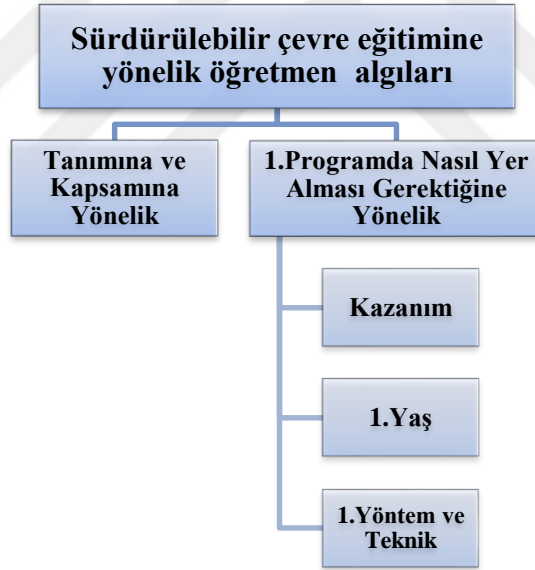 Sürdürülebilir çevre eğitimine
yönelik öğretmen algıları
Tanımına ve
Kapsamına
Yönelik
1.Programda Nasıl Yer
Alması Gerektiğine
Yönelik
Kazanım
1.Yaş
1.Yöntem ve
Teknik